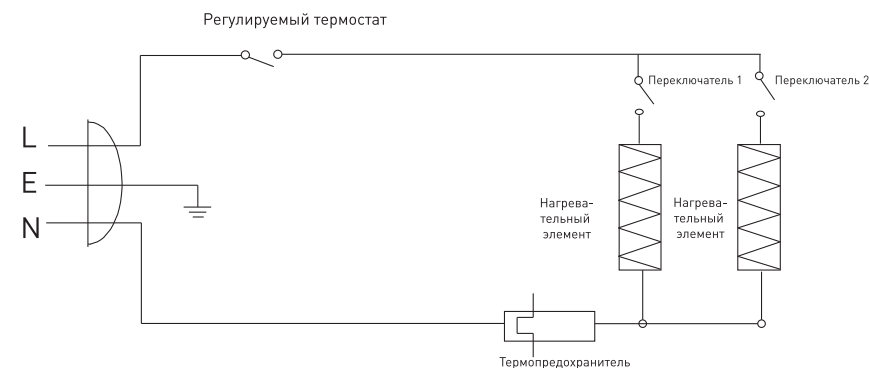 Регулируемый термостат
Переключатель 1
Переключатель 2
L
E
N
Нагрева-
тельный
элемент
Нагрева-
тельный
элемент
Термопредохранитель